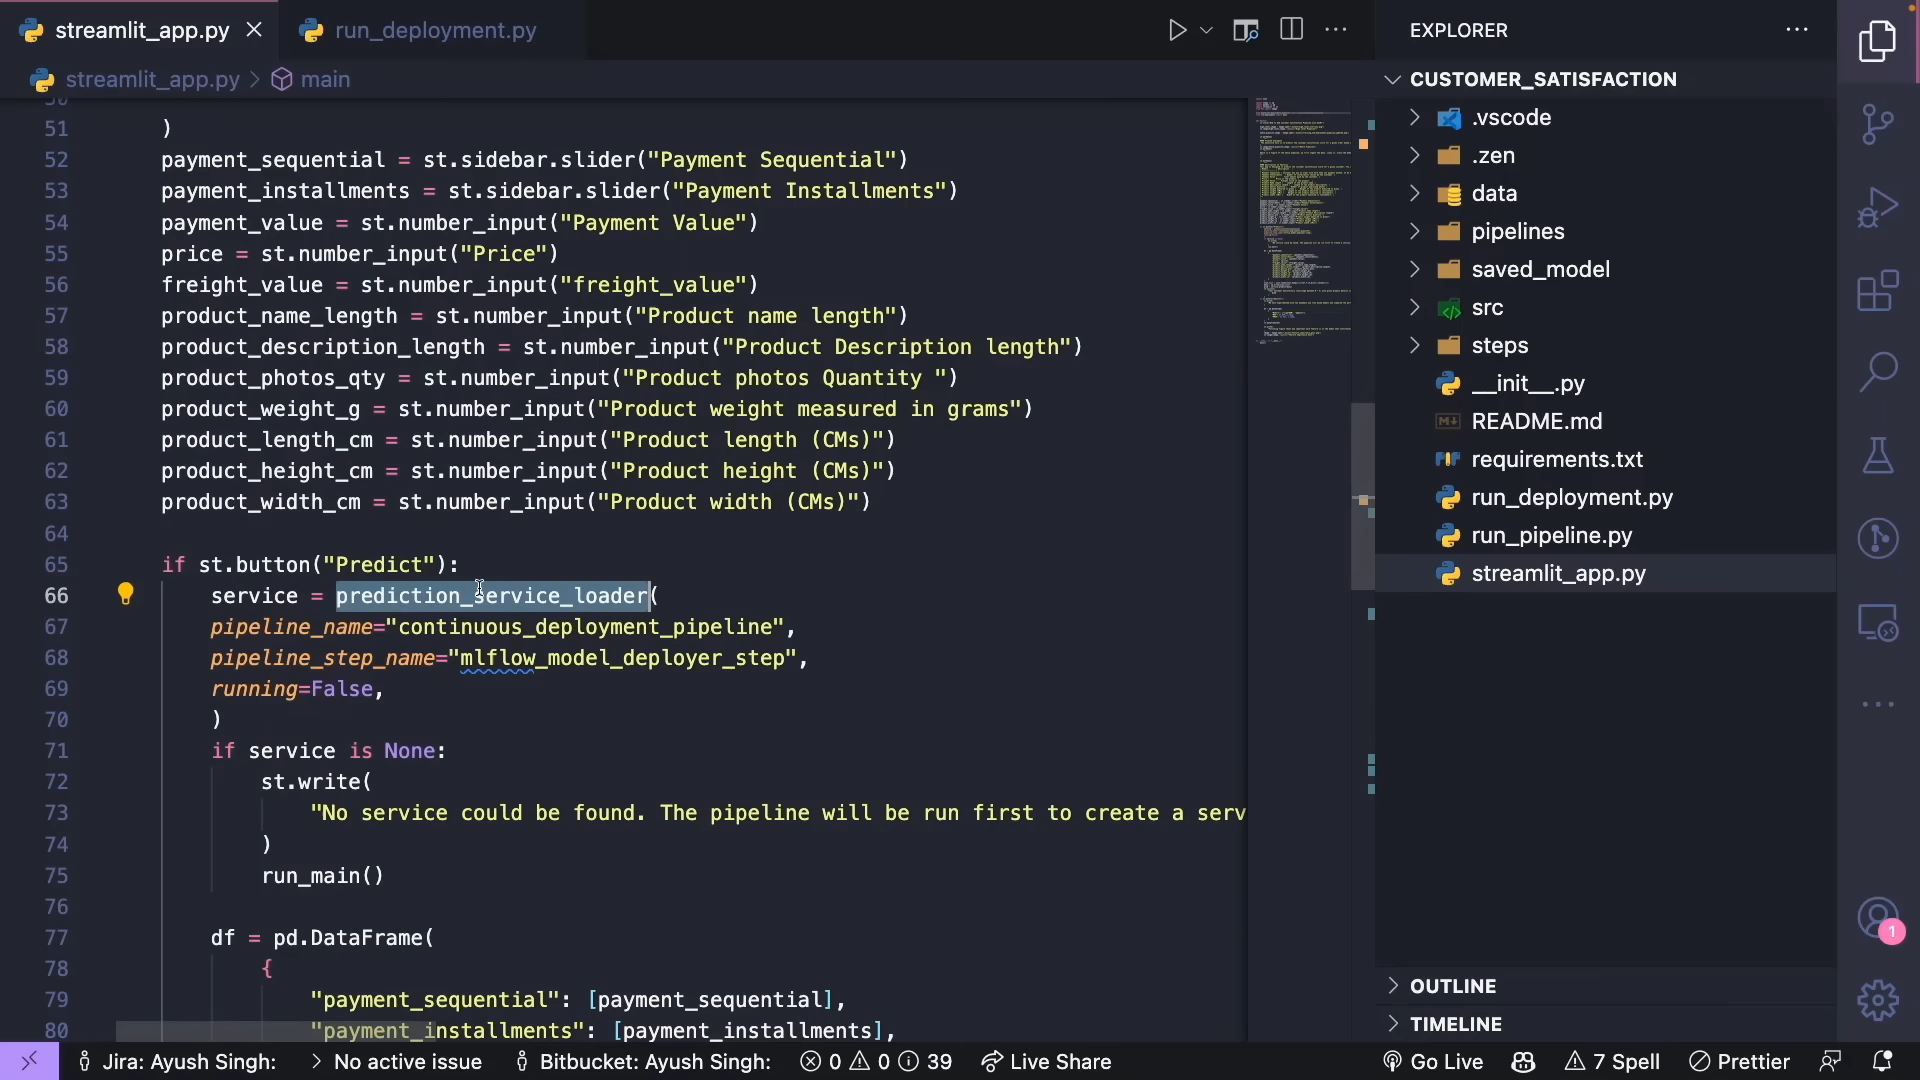 streamlit_app.py
run_deployment.py
streamlit_app.py > main
51 )
52 payment_sequential = st.sidebar.slider("Payment Sequential")
53 payment_installments = st.sidebar.slider("Payment Installments")
54 payment_value = st.number_input("Payment Value")
55 price = st.number_input("Price")
56 freight_value = st.number_input("freight_value")
57 product_name_length = st.number_input("Product name length")
58 product_description_length = st.number_input("Product Description length")
59 product_photos_qty = st.number_input("Product photos Quantity ")
60 product_weight_g = st.number_input("Product weight measured in grams")
61 product_length_cm = st.number_input("Product length (CMs)")
62 product_height_cm = st.number_input("Product height (CMs)")
63 product_width_cm = st.number_input("Product width (CMs)")
64
65 if st.button("Predict"):
66 service = prediction_service_loader(
67 pipeline_name="continuous_deployment_pipeline",
68 pipeline_step_name="mlflow_model_deployer_step",
69 running=False,
70 )
71 if service is None:
72 st.write(
73 "No service could be found. The pipeline will be run first to create a serv
74 )
75 run_main()
76
77 df = pd.DataFrame(
78 {
79 "payment_sequential": [payment_sequential],
80 "payment_installments": [payment_installments],
EXPLORER
CUSTOMER_SATISFACTION
.vscode
.zen
data
pipelines
saved_model
src
steps
__init__.py
README.md
requirements.txt
run_deployment.py
run_pipeline.py
streamlit_app.py
OUTLINE
TIMELINE
1
Jira: Ayush Singh: > No active issue Bitbucket: Ayush Singh: 0 0 39 Live Share Go Live 7 Spell Prettier